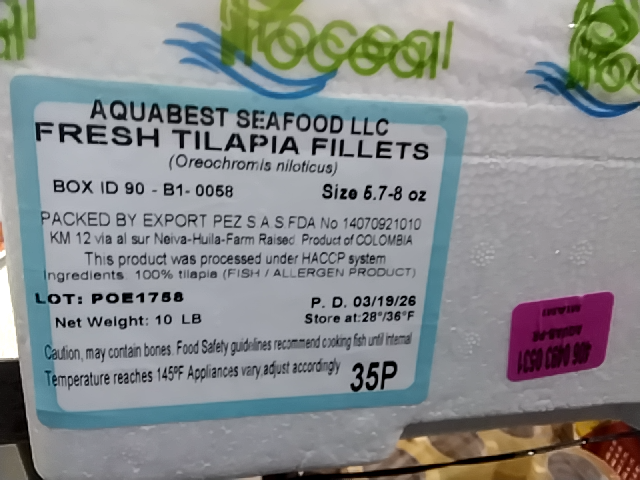 Procoal
AQUABEST SEAFOOD LLC
FRESH TILAPIA FILLETS
(Oreochromis niloticus)
BOX ID 90 - B1- 0058
Size 5.7-8 oz
PACKED BY EXPORT PEZ S A S FDA No 14070921010
KM 12 via al sur Neiva-Huila-Farm Raised Product of COLOMBIA
This product was processed under HACCP system
Ingredients 100% tilapia (FISH / ALLERGEN PRODUCT)
LOT: POE1758
P. D. 03/19/26
Net Weight: 10 LB
Store at:28°/36°F
Caution, may contain bones. Food Safety guidelines recommend cooking fish until Internal
Temperature reaches 145ºF Appliances vary,adjust accordingly
35P